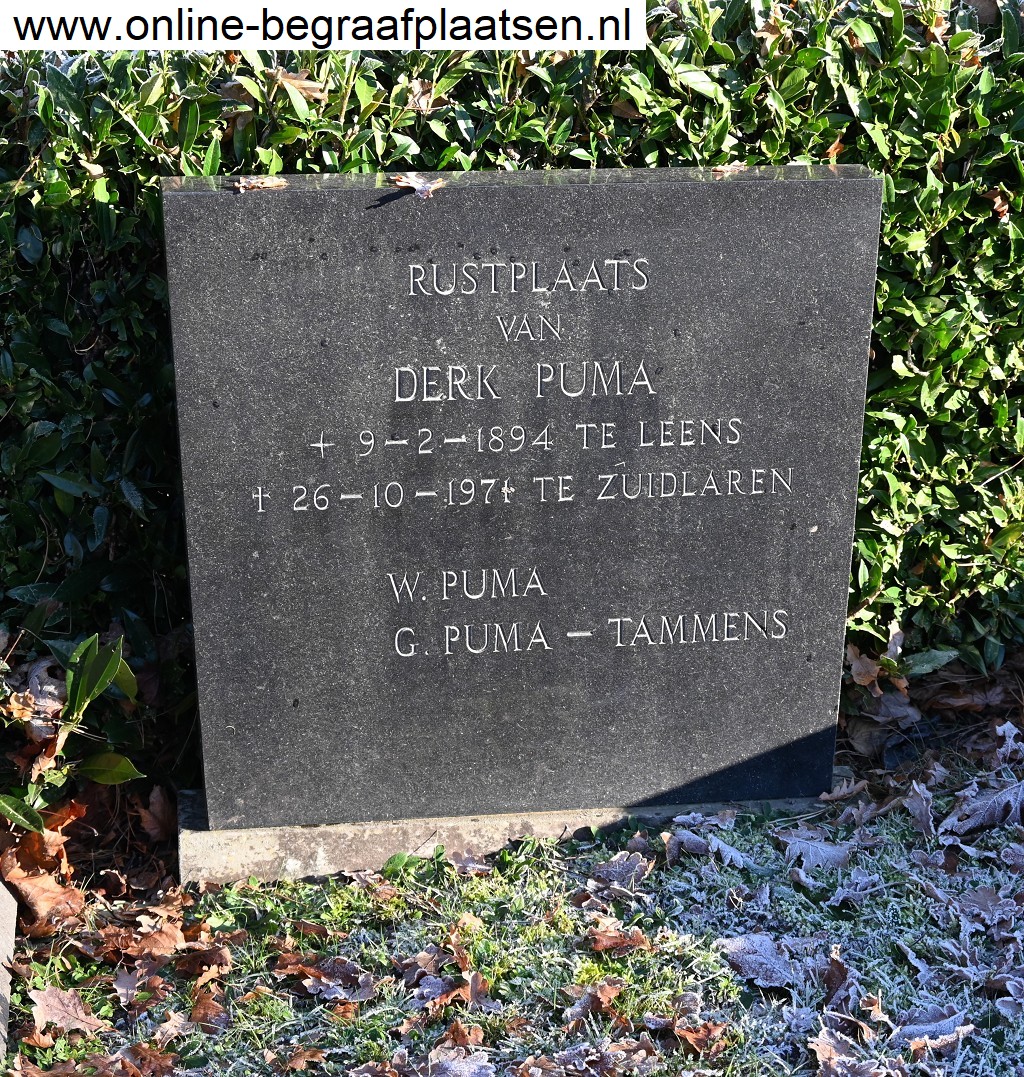 www.online-begraafplaatsen.nl
RUSTPLAATS
VAN
DERK PUMA
+ 9-2-1894 TE LEENS
† 26-10-1971 TE ZUIDLAREN
W. PUMA
G. PUMA - TAMMENS